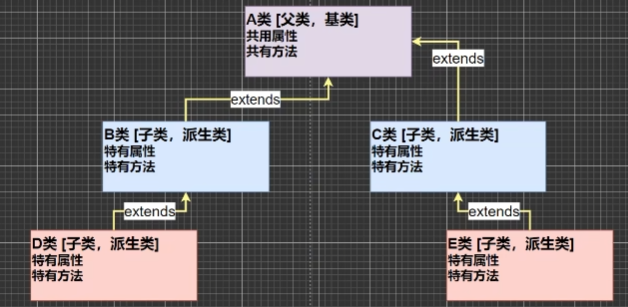 A类 [父类，基类]
共用属性
共有方法
extends
extends
B类 [子类，派生类]
特有属性
特有方法
C类 [子类，派生类]
特有属性
特有方法
extends
extends
D类 [子类，派生类]
特有属性
特有方法
E类 [子类，派生类]
特有属性
特有方法